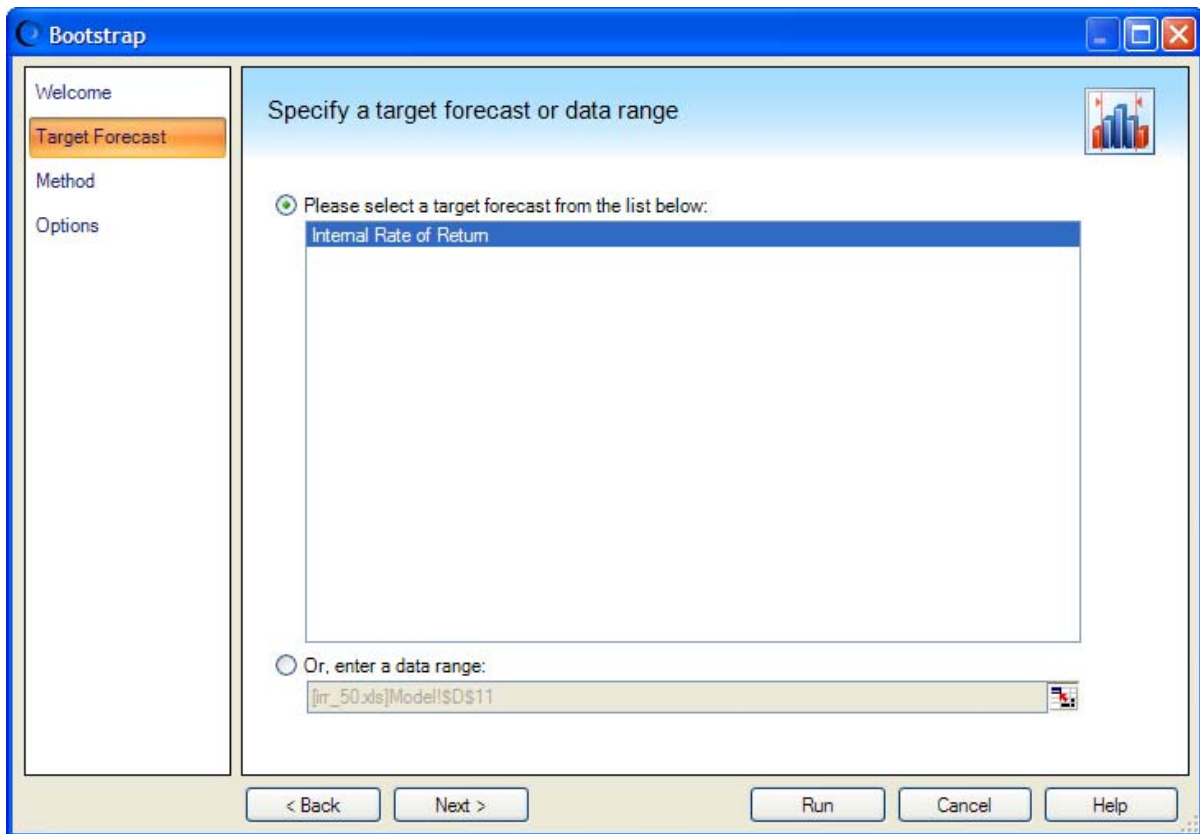 Bootstrap
Welcome
Target Forecast
Method
Options
Specify a target forecast or data range
Please select a target forecast from the list below:
Internal Rate of Return
Or, enter a data range:
[irr_50.xls]Model!$D$11
< Back Next > Run Cancel Help